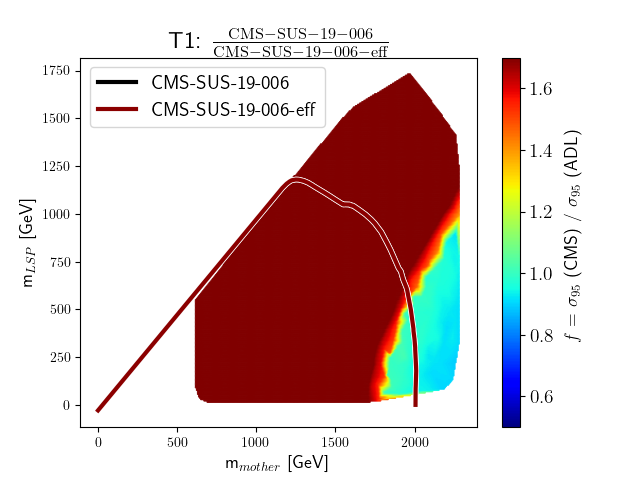 T1: CMS−SUS−19−006
CMS−SUS−19−006−eff
CMS-SUS-19-006
CMS-SUS-19-006-eff
1750
1500
1250
1000
750
500
250
0
m_LSP [GeV]
0 500 1000 1500 2000
m_mother [GeV]
1.6
1.4
1.2
1.0
0.8
0.6
f = σ_95 (CMS) / σ_95 (ADL)